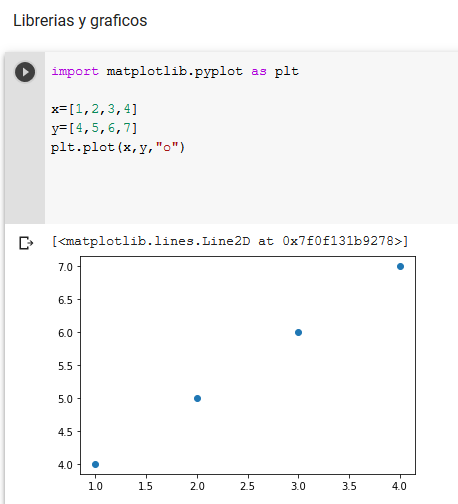 Librerias y graficos
import matplotlib.pyplot as plt
x=[1,2,3,4]
y=[4,5,6,7]
plt.plot(x,y,"o")
[<matplotlib.lines.Line2D at 0x7f0f131b9278>]
7.0
6.5
6.0
5.5
5.0
4.5
4.0
1.0 1.5 2.0 2.5 3.0 3.5 4.0